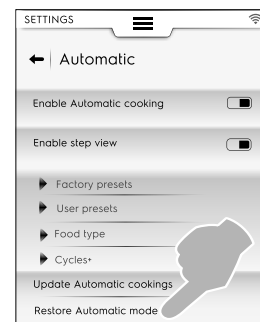 SETTINGS
Automatic
Enable Automatic cooking
Enable step view
Factory presets
User presets
Food type
Cycles+
Update Automatic cookings
Restore Automatic mode